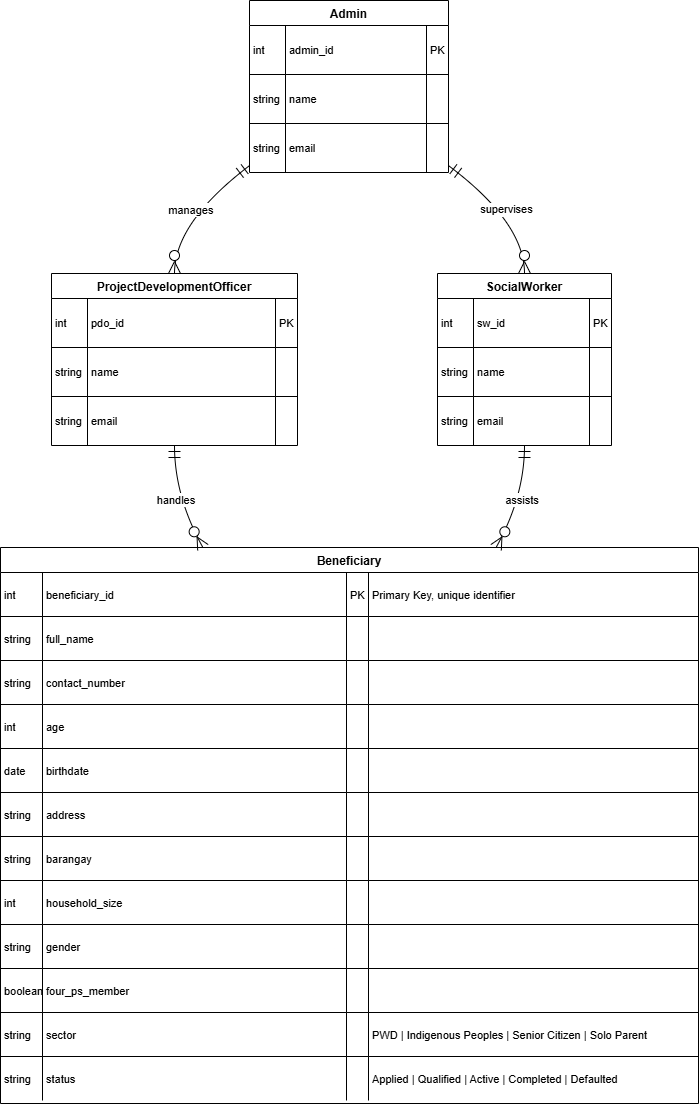 Admin
int admin_id PK
string name
string email
manages
supervises
ProjectDevelopmentOfficer
int pdo_id PK
string name
string email
SocialWorker
int sw_id PK
string name
string email
handles
assists
Beneficiary
int beneficiary_id PK Primary Key, unique identifier
string full_name
string contact_number
int age
date birthdate
string address
string barangay
int household_size
string gender
boolean four_ps_member
string sector PWD | Indigenous Peoples | Senior Citizen | Solo Parent
string status Applied | Qualified | Active | Completed | Defaulted